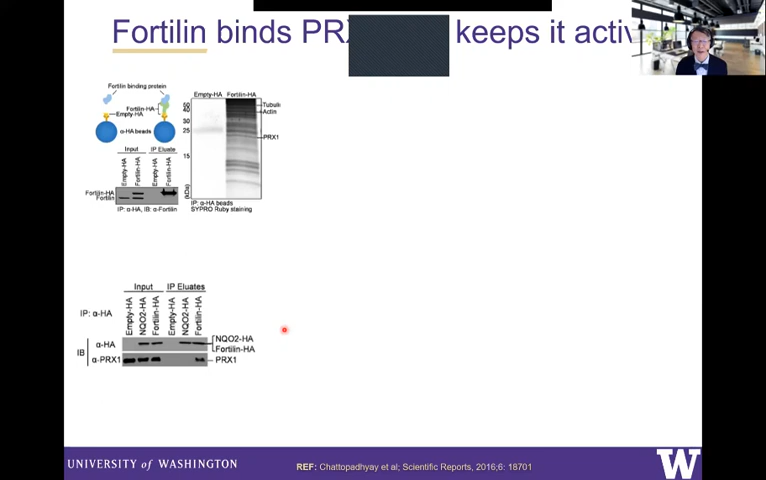 Fortilin binds PR keeps it activ
Fortilin binding protein
Fortilin-HA
Empty-HA
α-HA beads
Input IP Eluate
Empty-HA Fortilin-HA Empty-HA Fortilin-HA
Fortilin-HA
Fortilin
IP: α-HA, IB: α-Fortilin
Empty-HA Fortilin-HA
50
40
30
25
15
(kDa)
Tubulin
Actin
PRX1
IP: α-HA beads
SYPRO Ruby staining
Input IP Eluates
IP: α-HA
Empty-HA NQO2-HA Fortilin-HA Empty-HA NQO2-HA Fortilin-HA
IB
α-HA
α-PRX1
NQO2-HA
Fortilin-HA
PRX1
UNIVERSITY of WASHINGTON
REF: Chattopadhyay et al; Scientific Reports, 2016;6: 18701
W